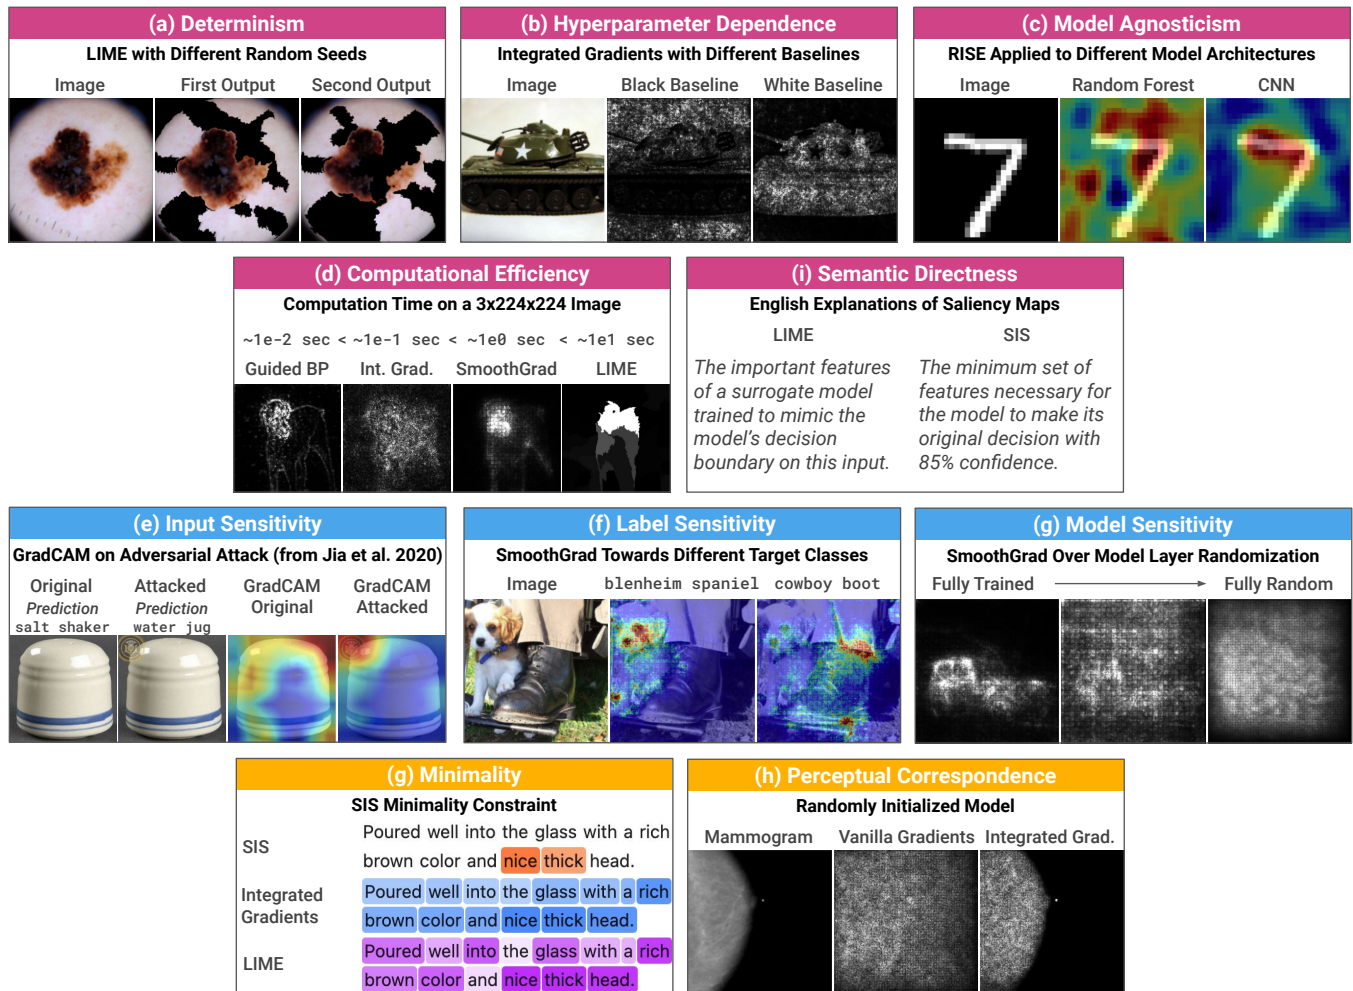 (a) Determinism
LIME with Different Random Seeds
Image First Output Second Output
(b) Hyperparameter Dependence
Integrated Gradients with Different Baselines
Image Black Baseline White Baseline
(c) Model Agnosticism
RISE Applied to Different Model Architectures
Image Random Forest CNN
(d) Computational Efficiency
Computation Time on a 3x224x224 Image
~1e-2 sec < ~1e-1 sec < ~1e0 sec < ~1e1 sec
Guided BP Int. Grad. SmoothGrad LIME
(i) Semantic Directness
English Explanations of Saliency Maps
LIME
The important features
of a surrogate model
trained to mimic the
model's decision
boundary on this input.
SIS
The minimum set of
features necessary for
the model to make its
original decision with
85% confidence.
(e) Input Sensitivity
GradCAM on Adversarial Attack (from Jia et al. 2020)
Original Attacked GradCAM GradCAM
Prediction Prediction Original Attacked
salt shaker water jug
(f) Label Sensitivity
SmoothGrad Towards Different Target Classes
Image blenheim spaniel cowboy boot
(g) Model Sensitivity
SmoothGrad Over Model Layer Randomization
Fully Trained Fully Random
(g) Minimality
SIS Minimality Constraint
SIS
Poured well into the glass with a rich
brown color and nice thick head.
Integrated
Gradients
Poured well into the glass with a rich
brown color and nice thick head.
LIME
Poured well into the glass with a rich
brown color and nice thick head.
(h) Perceptual Correspondence
Randomly Initialized Model
Mammogram Vanilla Gradients Integrated Grad.